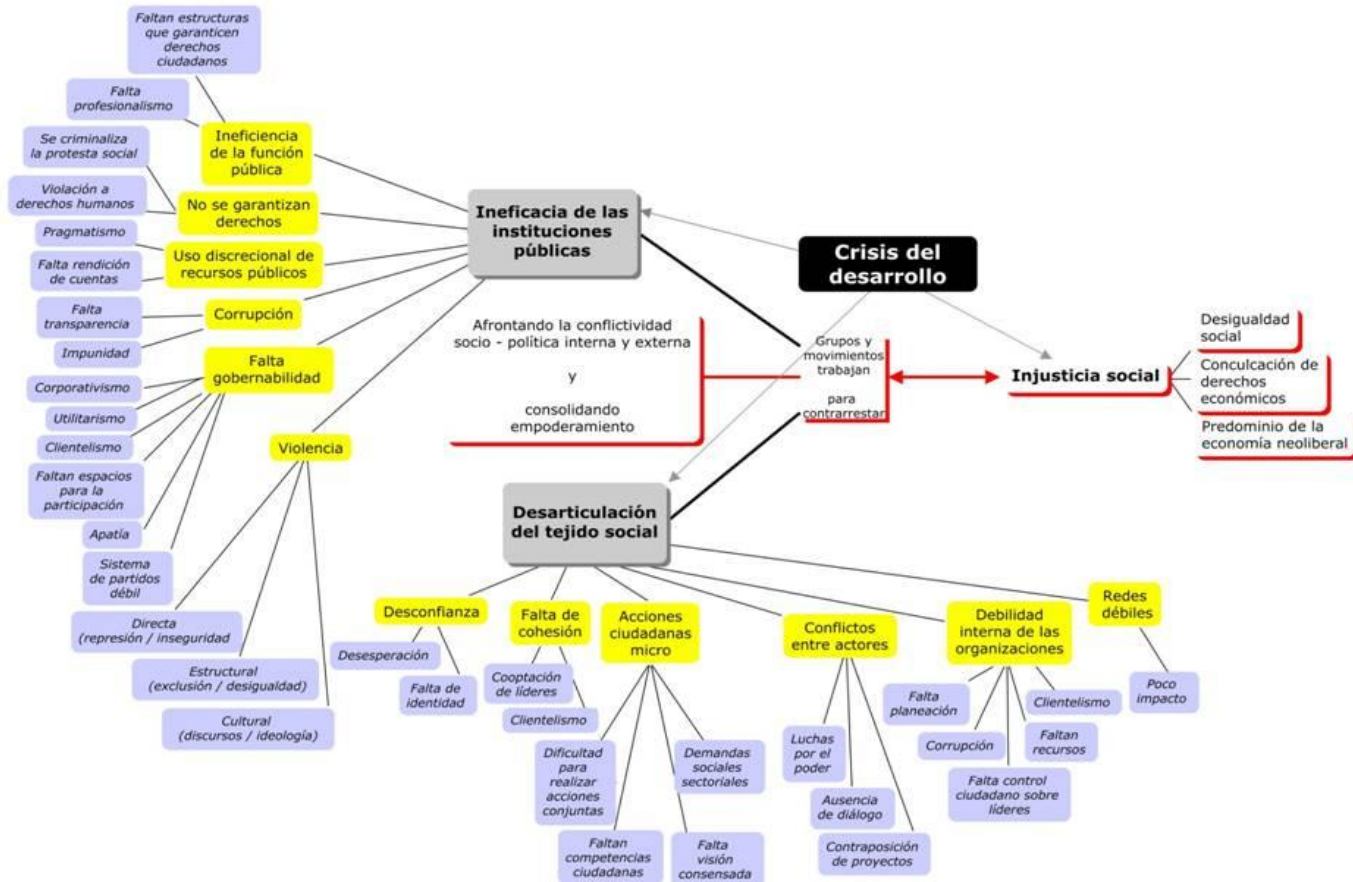 Faltan estructuras
que garanticen
derechos
ciudadanos
Falta
profesionalismo
Se criminaliza
la protesta social
Violación a
derechos humanos
Pragmatismo
Falta rendición
de cuentas
Falta
transparencia
Impunidad
Corporativismo
Utilitarismo
Clientelismo
Faltan espacios
para la
participación
Apatía
Sistema
de partidos
débil
Directa
(represión / inseguridad
Estructural
(exclusión / desigualdad)
Cultural
(discursos / ideología)
Ineficiencia
de la función
pública
No se garantizan
derechos
Uso discrecional de
recursos públicos
Corrupción
Falta
gobernabilidad
Violencia
Ineficacia de las
instituciones
públicas
Crisis del
desarrollo
Afrontando la conflictividad
socio - política interna y externa
y
consolidando
empoderamiento
Grupos y
movimientos
trabajan
para
contrarrestar
Injusticia social
Desigualdad
social
Conculcación de
derechos
económicos
Predominio de la
economía neoliberal
Desarticulación
del tejido social
Desconfianza
Desesperación
Falta de
identidad
Falta de
cohesión
Cooptación
de líderes
Clientelismo
Acciones
ciudadanas
micro
Dificultad
para
realizar
acciones
conjuntas
Faltan
competencias
ciudadanas
Demandas
sociales
sectoriales
Falta
visión
consensada
Conflictos
entre actores
Luchas
por el
poder
Ausencia
de diálogo
Contraposición
de proyectos
Debilidad
interna de las
organizaciones
Falta
planeación
Corrupción
Falta control
ciudadano sobre
líderes
Faltan
recursos
Clientelismo
Redes
débiles
Poco
impacto